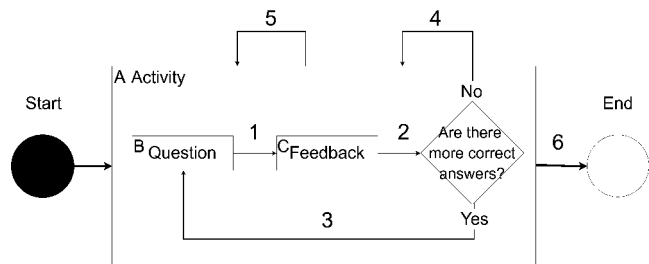 5
4
A Activity
Start
No
End
B Question
1
C Feedback
2
Are there
more correct
answers?
6
Yes
3